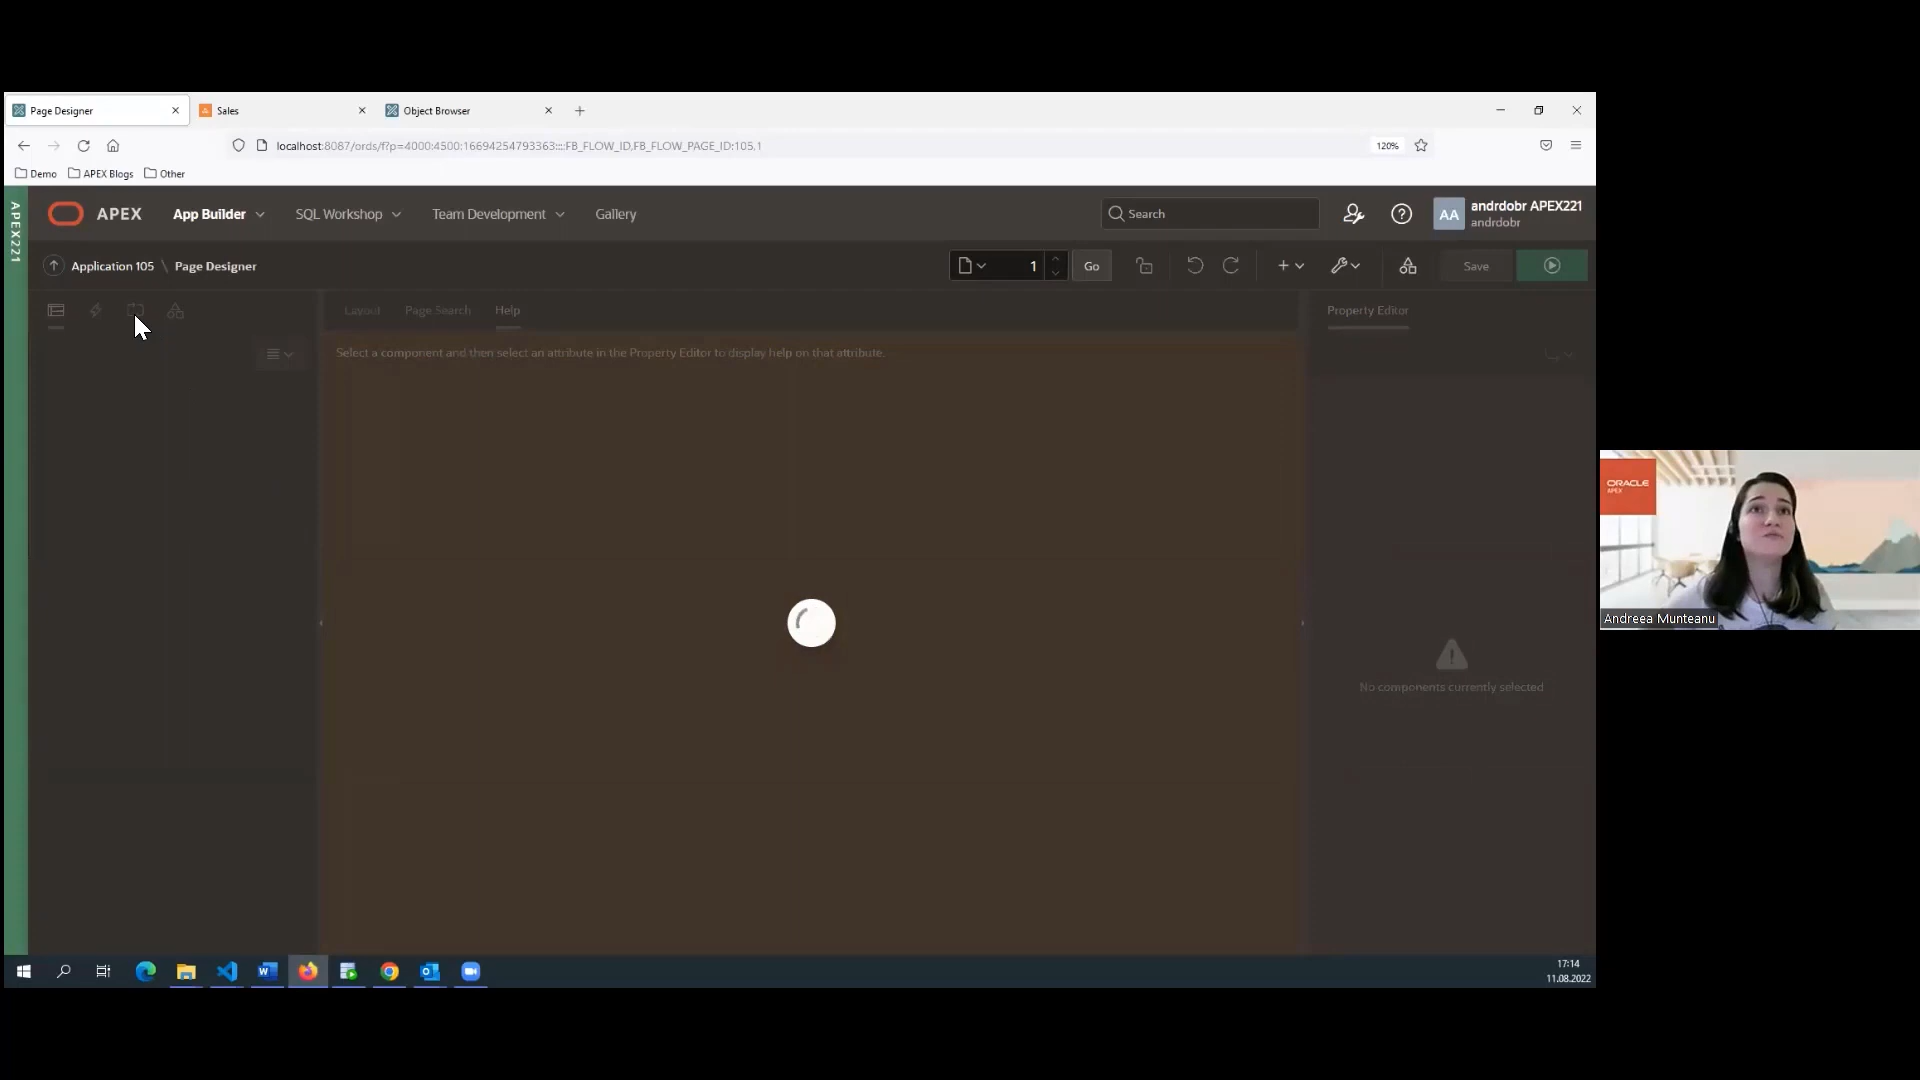 Page Designer
Sales
Object Browser
localhost:8087/ords/f?p=4000:4500:16694254793363::::FB_FLOW_ID,FB_FLOW_PAGE_ID:105,1
120%
Demo
APEX Blogs
Other
APEX221
APEX
App Builder
SQL Workshop
Team Development
Gallery
Search
AA
andrdobr APEX221
andrdobr
Application 105 \ Page Designer
1
Go
Save
Layout
Page Search
Help
Property Editor
Select a component and then select an attribute in the Property Editor to display help on that attribute.
No components currently selected
ORACLE
APEX
Andreea Munteanu
17:14
11.08.2022